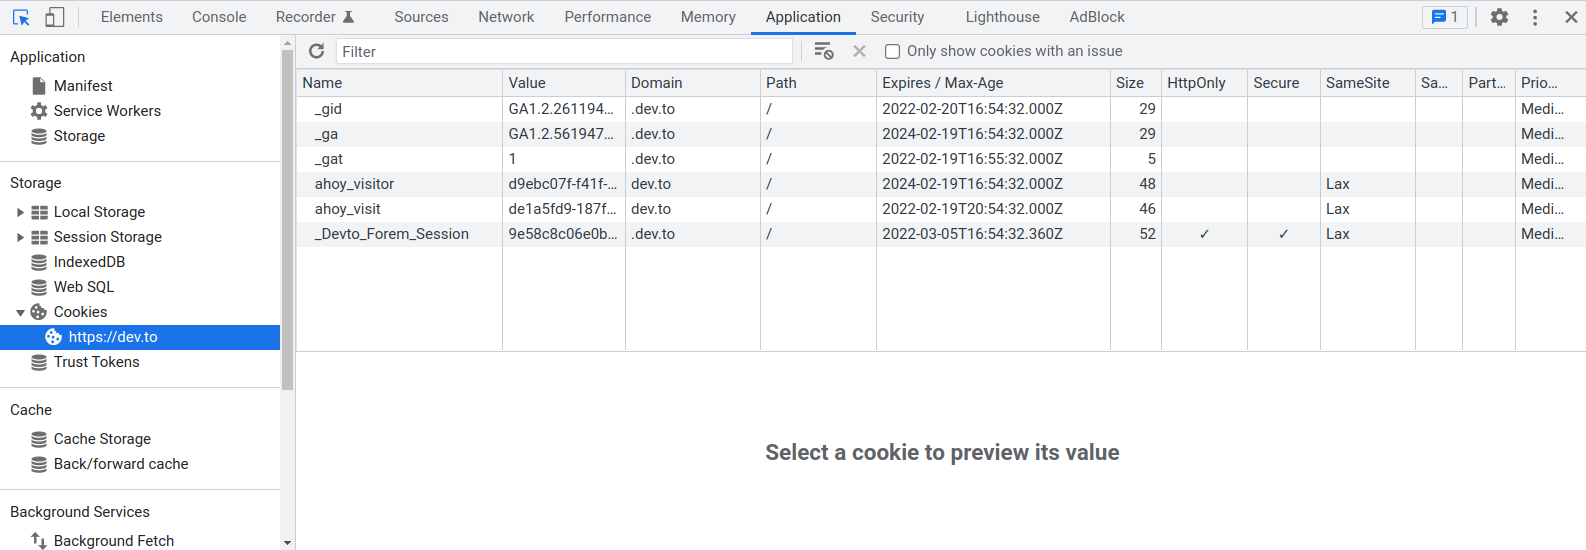 Elements Console Recorder Sources Network Performance Memory Application Security Lighthouse AdBlock 1
Application
Manifest
Service Workers
Storage
Storage
Local Storage
Session Storage
IndexedDB
Web SQL
Cookies
https://dev.to
Trust Tokens
Cache
Cache Storage
Back/forward cache
Background Services
Background Fetch
Filter Only show cookies with an issue
Name Value Domain Path Expires / Max-Age Size HttpOnly Secure SameSite Sa... Part... Prio...
_gid GA1.2.261194... .dev.to / 2022-02-20T16:54:32.000Z 29 Medi...
_ga GA1.2.561947... .dev.to / 2024-02-19T16:54:32.000Z 29 Medi...
_gat 1 .dev.to / 2022-02-19T16:55:32.000Z 5 Medi...
ahoy_visitor d9ebc07f-f41f-... dev.to / 2024-02-19T16:54:32.000Z 48 Lax Medi...
ahoy_visit de1a5fd9-187f... dev.to / 2022-02-19T20:54:32.000Z 46 Lax Medi...
_Devto_Forem_Session 9e58c8c06e0b... .dev.to / 2022-03-05T16:54:32.360Z 52 ✓ ✓ Lax Medi...
Select a cookie to preview its value